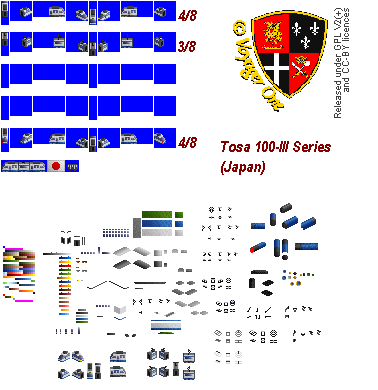 4/8
3/8
4/8
© Voyager One
Released under GPL v2(+)
and CC-BY licences
Tosa 100-III Series
(Japan)